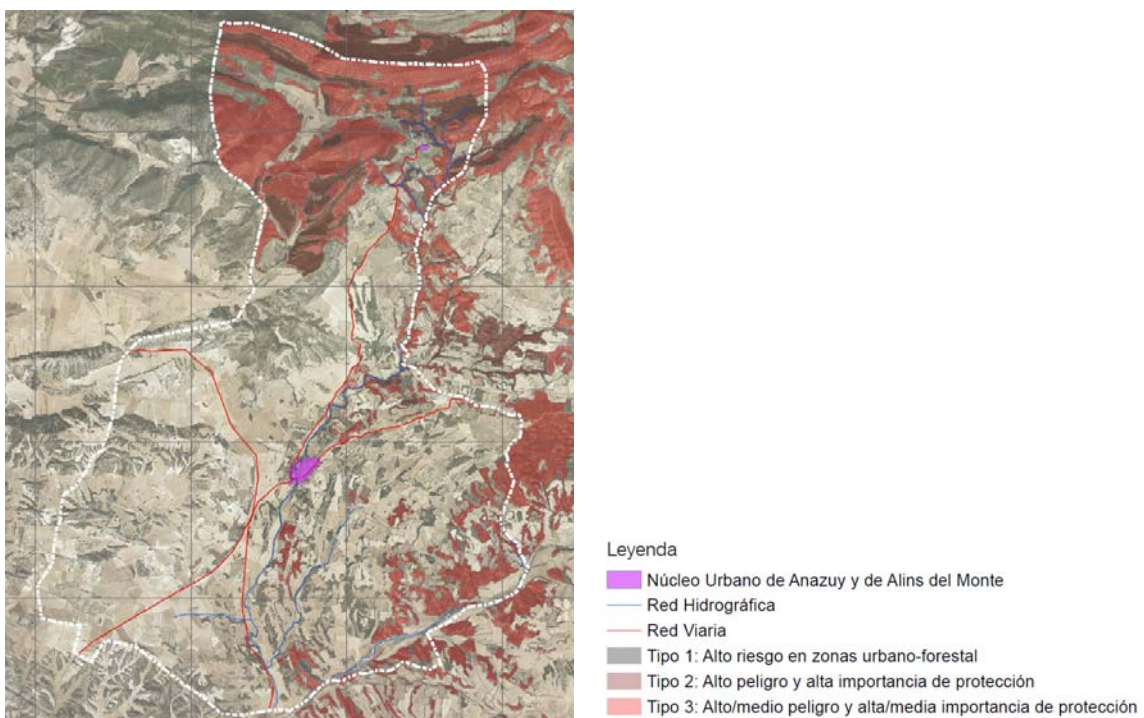 Leyenda
Núcleo Urbano de Anazuy y de Alins del Monte
Red Hidrográfica
Red Viaria
Tipo 1: Alto riesgo en zonas urbano-forestal
Tipo 2: Alto peligro y alta importancia de protección
Tipo 3: Alto/medio peligro y alta/media importancia de protección